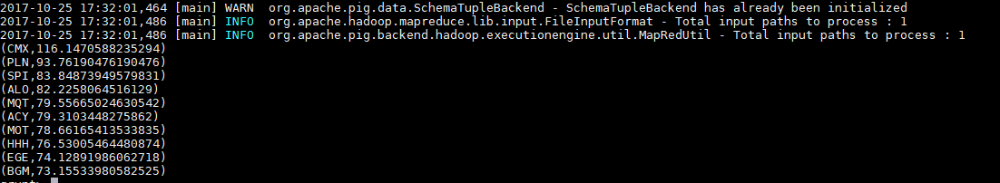 2017-10-25 17:32:01,464 [main] WARN  org.apache.pig.data.SchemaTupleBackend - SchemaTupleBackend has already been initialized
2017-10-25 17:32:01,486 [main] INFO  org.apache.hadoop.mapreduce.lib.input.FileInputFormat - Total input paths to process : 1
2017-10-25 17:32:01,486 [main] INFO  org.apache.pig.backend.hadoop.executionengine.util.MapRedUtil - Total input paths to process : 1
(CMX,116.1470588235294)
(PLN,93.76190476190476)
(SPI,83.84873949579831)
(ALO,82.2258064516129)
(MQT,79.55665024630542)
(ACY,79.3103448275862)
(MOT,78.66165413533835)
(HHH,76.53005464480874)
(EGE,74.12891986062718)
(BGM,73.15533980582525)